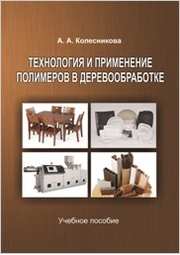 А. А. Колесникова
ТЕХНОЛОГИЯ И ПРИМЕНЕНИЕ
ПОЛИМЕРОВ В ДЕРЕВООБРАБОТКЕ
Учебное пособие